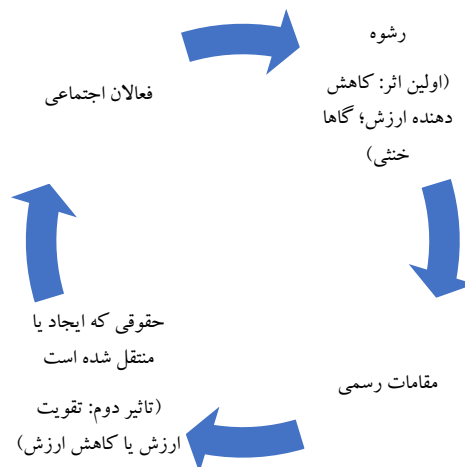 رشوه
(اولین اثر: کاهش
دهنده ارزش؛ گاها
خنثی)
فعالان اجتماعی
حقوقی که ایجاد یا
منتقل شده است
(تاثیر دوم: تقویت
ارزش یا کاهش ارزش)
مقامات رسمی